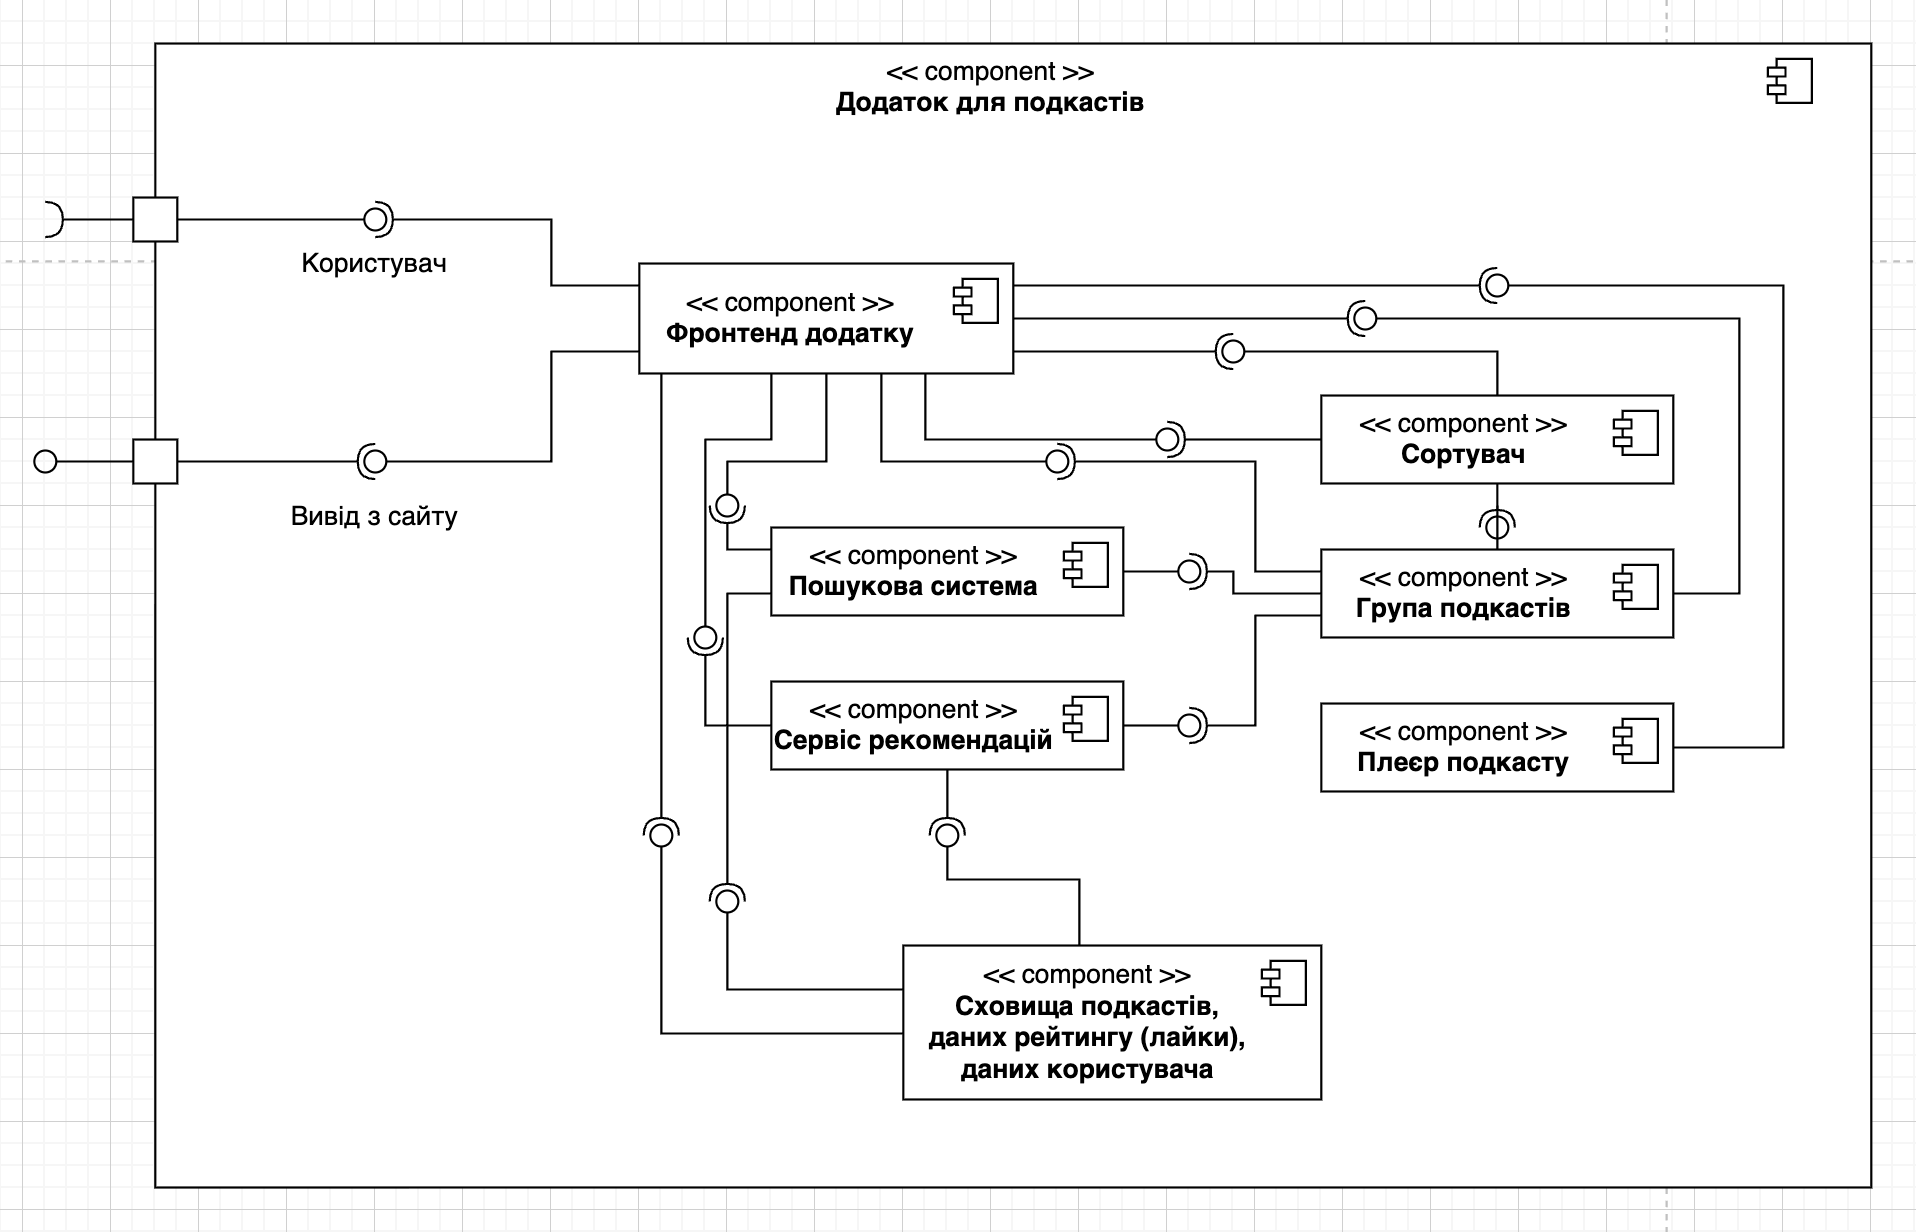 << component >>
Додаток для подкастів
Користувач
<< component >>
Фронтенд додатку
<< component >>
Сортувач
Вивід з сайту
<< component >>
Пошукова система
<< component >>
Група подкастів
<< component >>
Сервіс рекомендацій
<< component >>
Плеєр подкасту
<< component >>
Сховища подкастів,
даних рейтингу (лайки),
даних користувача